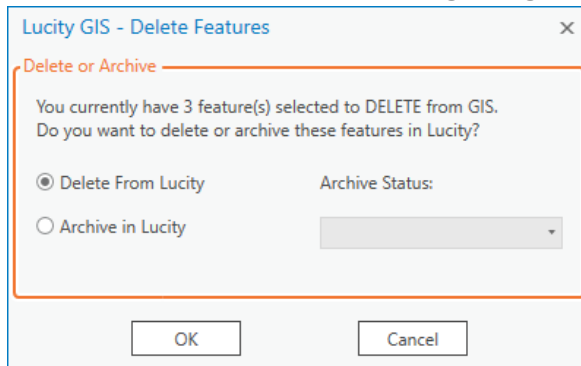 Lucity GIS - Delete Features
Delete or Archive
You currently have 3 feature(s) selected to DELETE from GIS.
Do you want to delete or archive these features in Lucity?
Delete From Lucity Archive Status:
Archive in Lucity
OK Cancel